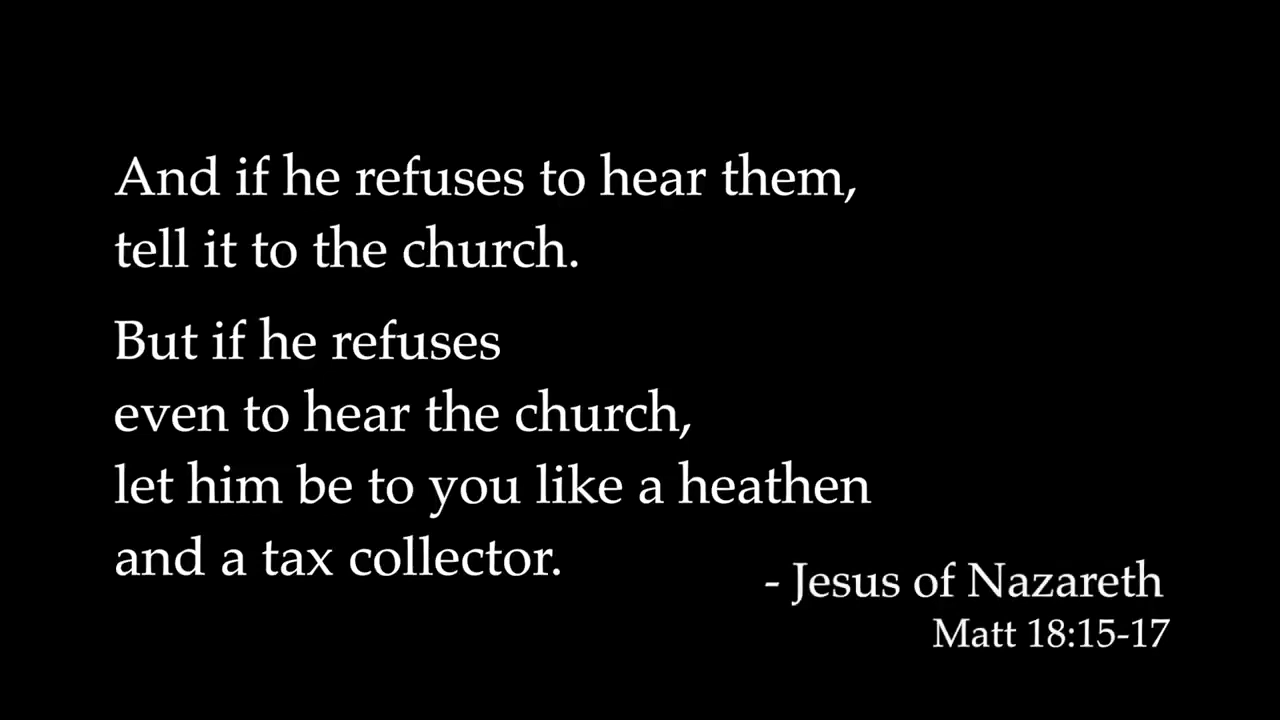 And if he refuses to hear them,
tell it to the church.
But if he refuses
even to hear the church,
let him be to you like a heathen
and a tax collector.
- Jesus of Nazareth
Matt 18:15-17